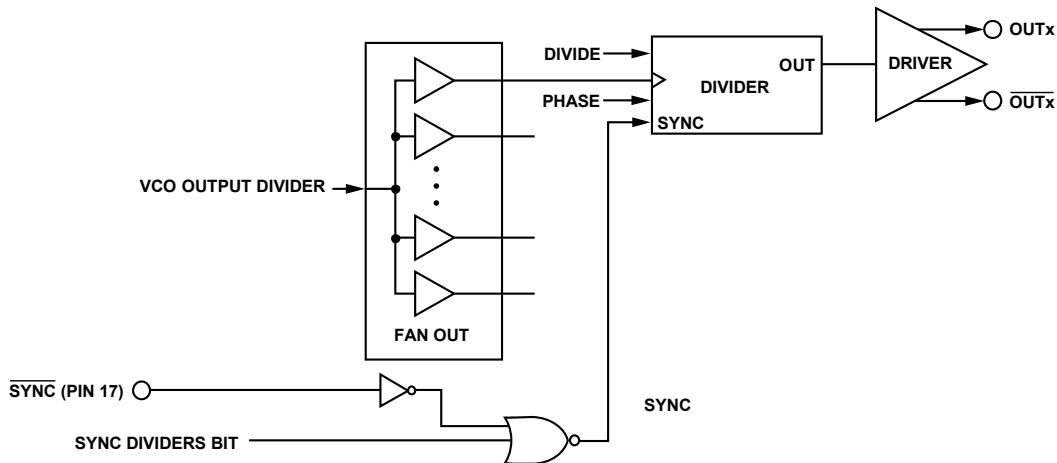 OUTx
DIVIDE
OUT
DRIVER
DIVIDER
PHASE
OUTx
SYNC
VCO OUTPUT DIVIDER
FAN OUT
SYNC (PIN 17)
SYNC
SYNC DIVIDERS BIT